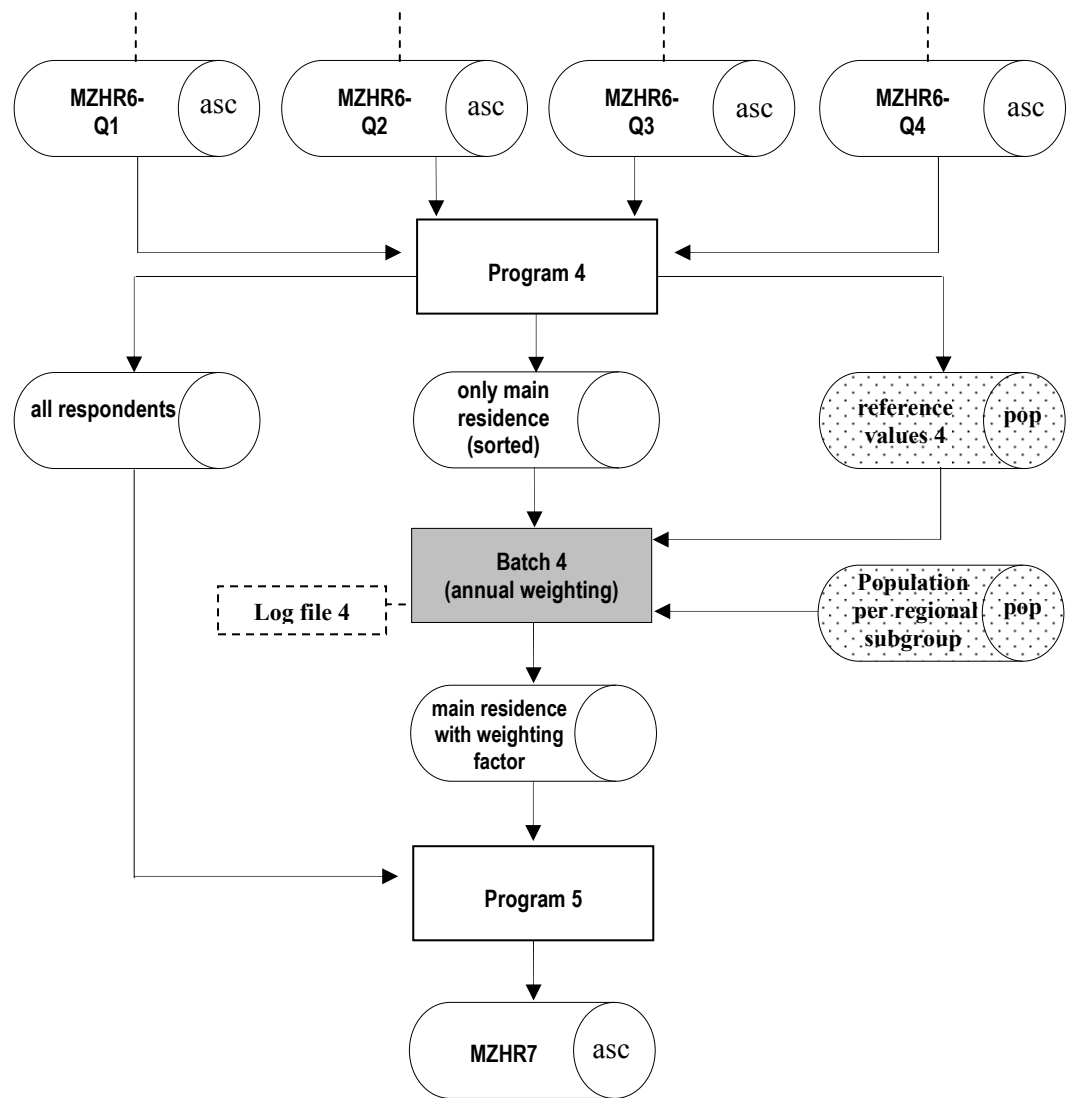 MZHR6-
Q1
asc
MZHR6-
Q2
asc
MZHR6-
Q3
asc
MZHR6-
Q4
asc
Program 4
all respondents
only main
residence
(sorted)
reference
values 4
pop
Batch 4
(annual weighting)
Log file 4
Population
per regional
subgroup
pop
main residence
with weighting
factor
Program 5
MZHR7
asc